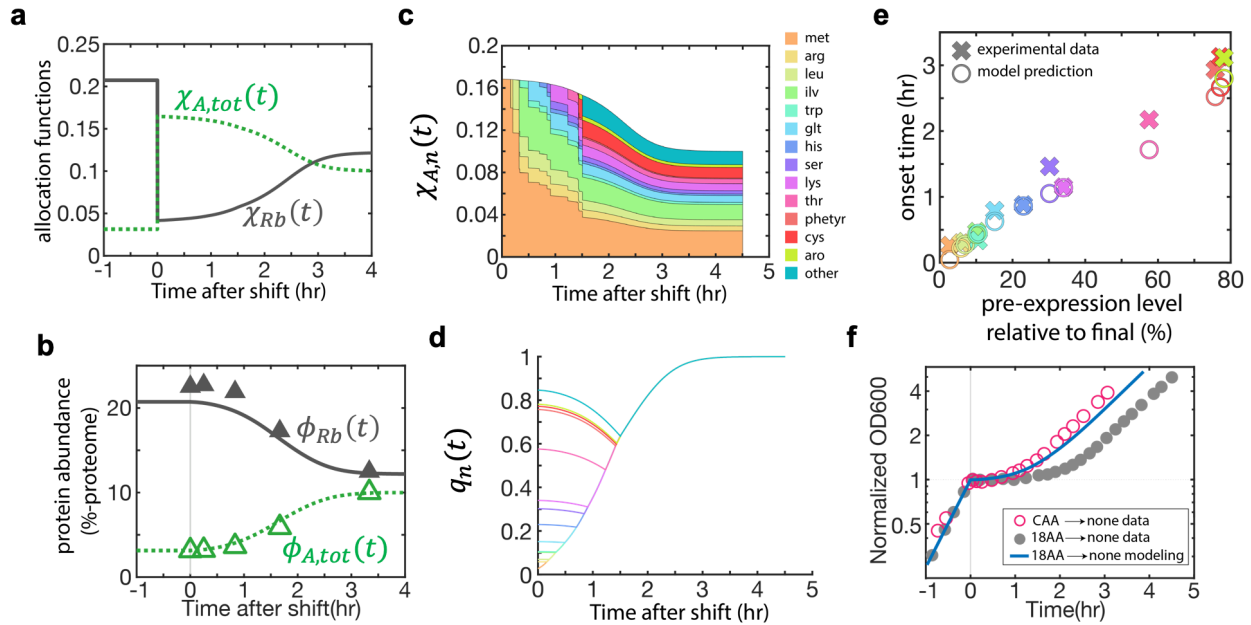 a
0.25
0.2
0.15
0.1
0.05
0
allocation functions
χA,tot(t)
χRb(t)
-1 0 1 2 3 4
Time after shift (hr)
b
20
10
0
protein abundance
(%-proteome)
ϕRb(t)
ϕA,tot(t)
-1 0 1 2 3 4
Time after shift(hr)
c
0.2
0.16
0.12
0.08
0.04
0
χA,n(t)
0 1 2 3 4 5
Time after shift (hr)
met
arg
leu
ilv
trp
glt
his
ser
lys
thr
phetyr
cys
aro
other
d
1
0.8
0.6
0.4
0.2
0
qn(t)
0 1 2 3 4 5
Time after shift(hr)
e
experimental data
model prediction
3
2
1
0
onset time (hr)
0 20 40 60 80
pre-expression level
relative to final (%)
f
4
2
1
0.5
Normalized OD600
CAA → none data
18AA → none data
18AA → none modeling
-1 0 1 2 3 4 5
Time(hr)